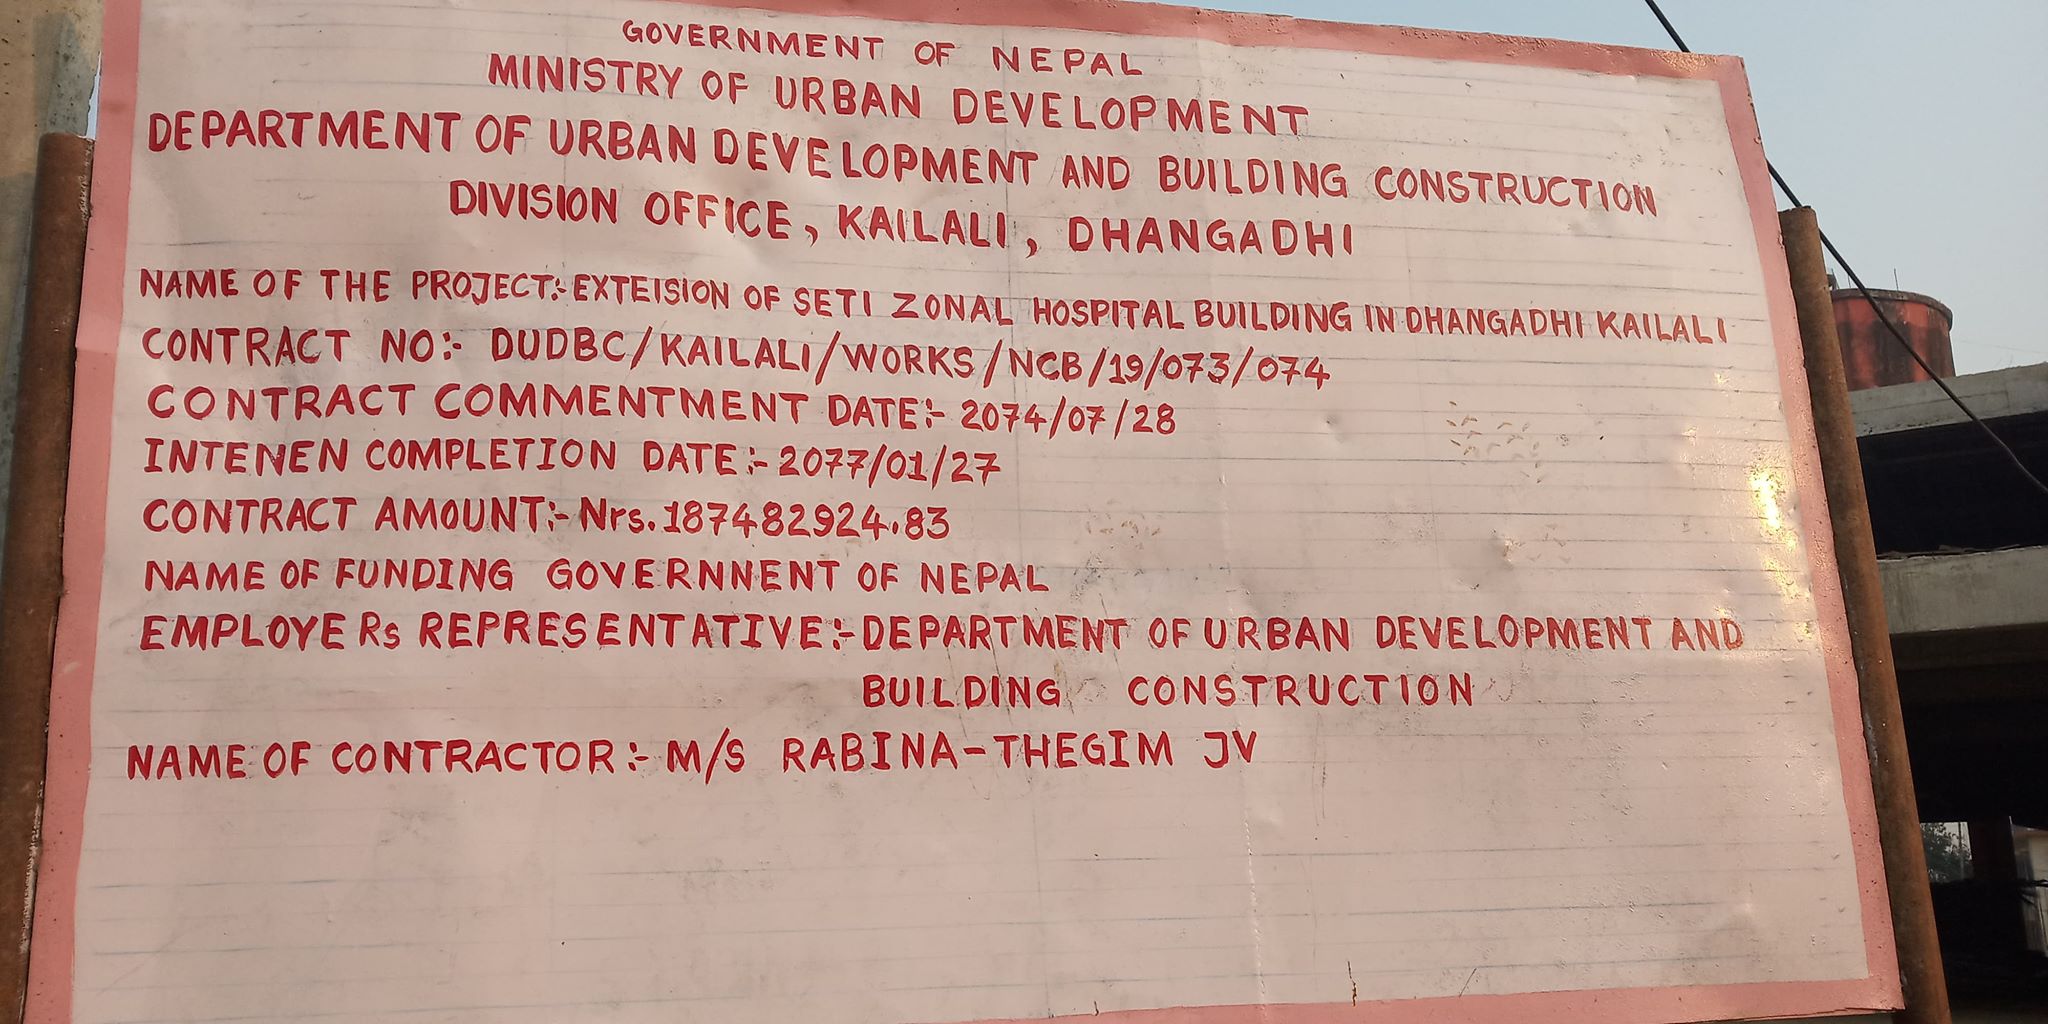 GOVERNMENT OF NEPAL
MINISTRY OF URBAN DEVELOPMENT
DEPARTMENT OF URBAN DEVELOPMENT AND BUILDING CONSTRUCTION
DIVISION OFFICE, KAILALI, DHANGADHI
NAME OF THE PROJECT:- EXTEISION OF SETI ZONAL HOSPITAL BUILDING IN DHANGADHI KAILALI
CONTRACT NO:- DUDBC/KAILALI/WORKS/NCB/19/073/074
CONTRACT COMMENTMENT DATE:- 2074/07/28
INTENEN COMPLETION DATE:- 2077/01/27
CONTRACT AMOUNT:- Nrs.187482924.83
NAME OF FUNDING GOVERNNENT OF NEPAL
EMPLOYERs REPRESENTATIVE:- DEPARTMENT OF URBAN DEVELOPMENT AND
BUILDING CONSTRUCTION
NAME OF CONTRACTOR:- M/S RABINA-THEGIM JV